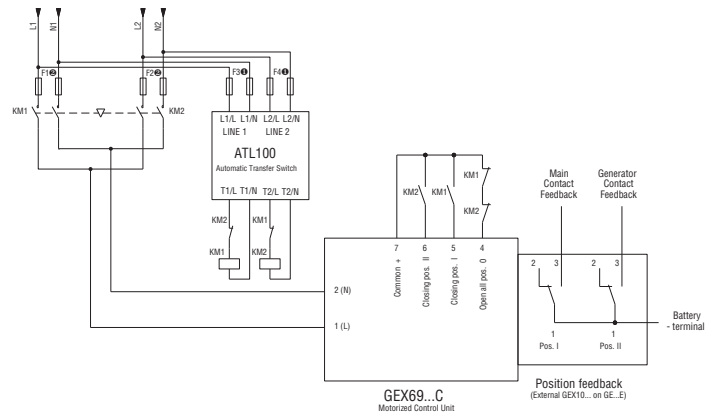 L1
N1
L2
N2
F1❷
F2❷
F3❶
F4❶
KM1
KM2
L1/L L1/N L2/L L2/N
LINE 1 LINE 2
ATL100
Automatic Transfer Switch
T1/L T1/N T2/L T2/N
KM2
KM1
KM1
KM2
KM2
KM1
KM1
KM2
7
6
5
4
Common +
Closing pos. II
Closing pos. I
Open all pos. 0
2 (N)
1 (L)
GEX69...C
Motorized Control Unit
Main
Contact
Feedback
Generator
Contact
Feedback
2 3
2 3
1
Pos. I
1
Pos. II
Battery
- terminal
Position feedback
(External GEX10... on GE...E)